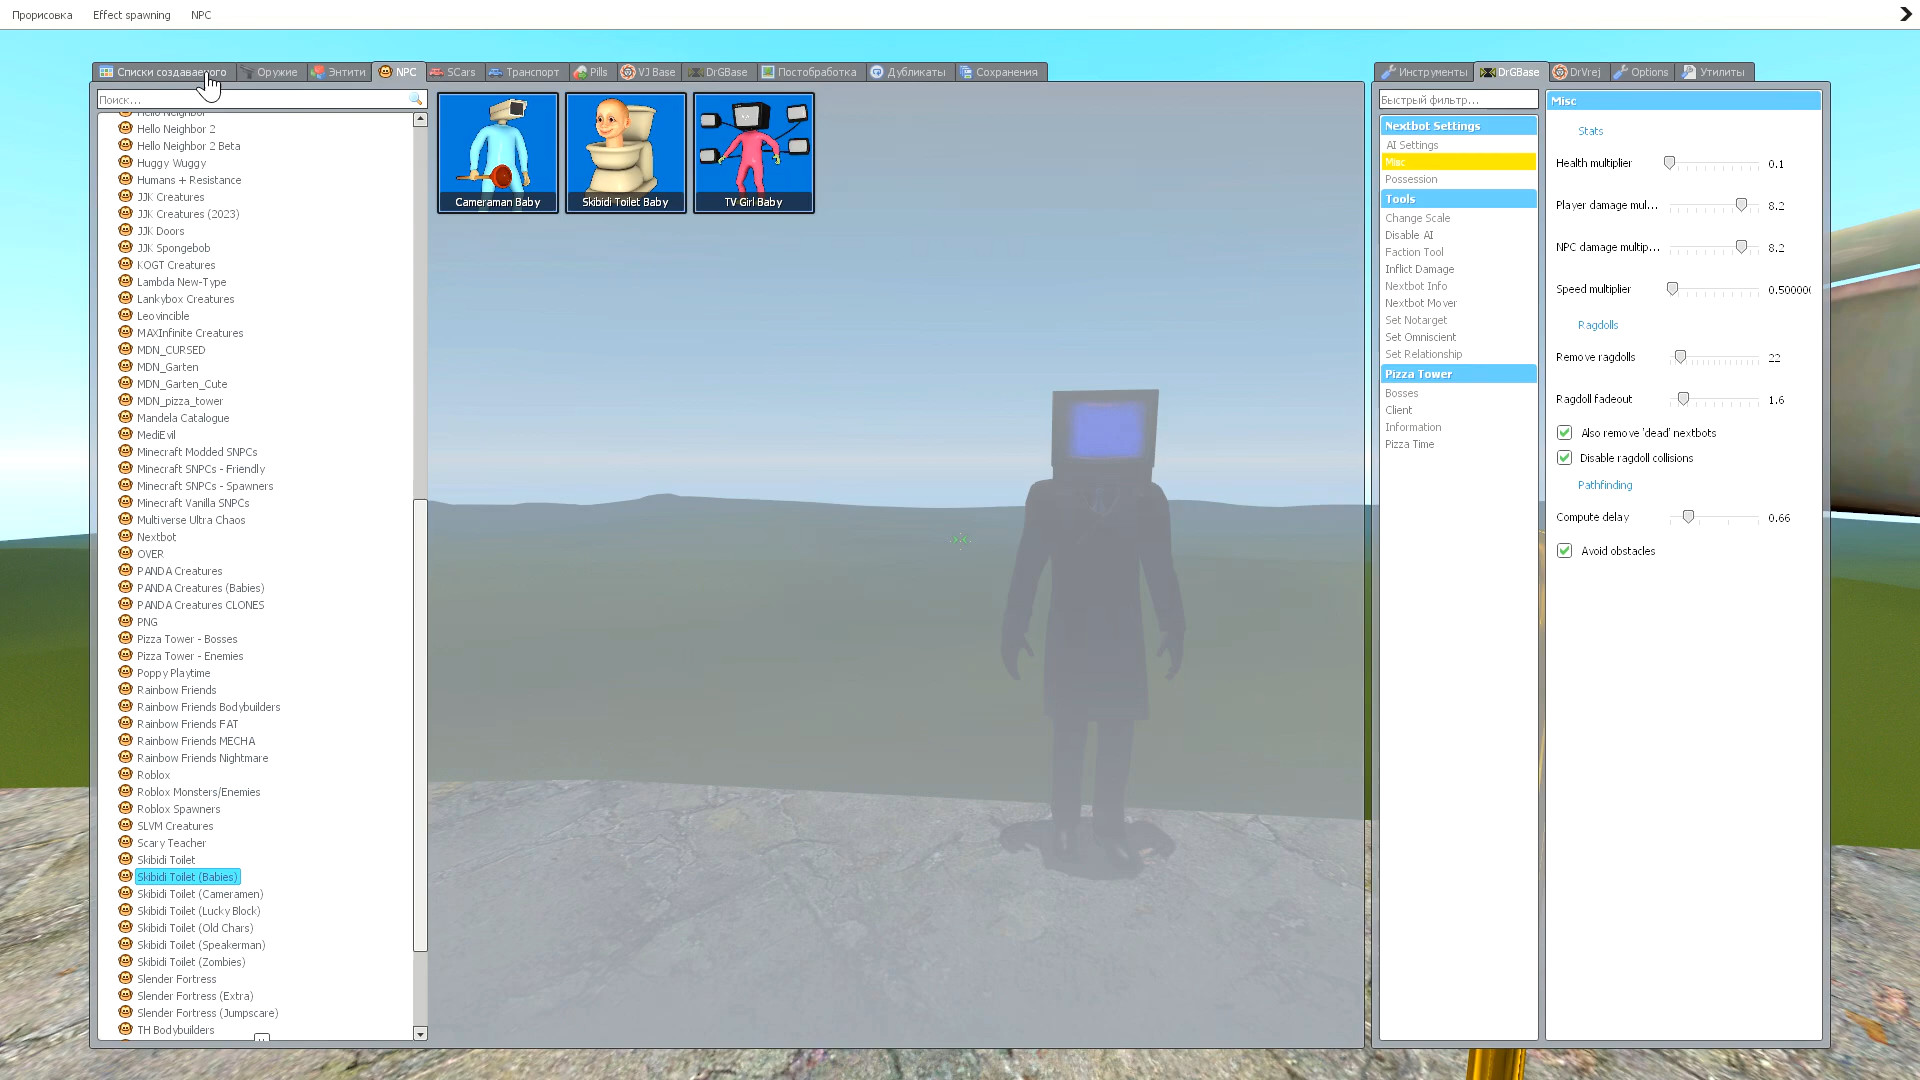 Прорисовка Effect spawning NPC
Списки создаваемого Оружие Энтити NPC SCars Транспорт Pills VJ Base DrGBase Постобработка Дубликаты Сохранения
Поиск...
Hello Neighbor
Hello Neighbor 2
Hello Neighbor 2 Beta
Huggy Wuggy
Humans + Resistance
JJK Creatures
JJK Creatures (2023)
JJK Doors
JJK Spongebob
KOGT Creatures
Lambda New-Type
Lankybox Creatures
Leovincible
MAXInfinite Creatures
MDN_CURSED
MDN_Garten
MDN_Garten_Cute
MDN_pizza_tower
Mandela Catalogue
MediEvil
Minecraft Modded SNPCs
Minecraft SNPCs - Friendly
Minecraft SNPCs - Spawners
Minecraft Vanilla SNPCs
Multiverse Ultra Chaos
Nextbot
OVER
PANDA Creatures
PANDA Creatures (Babies)
PANDA Creatures CLONES
PNG
Pizza Tower - Bosses
Pizza Tower - Enemies
Poppy Playtime
Rainbow Friends
Rainbow Friends Bodybuilders
Rainbow Friends FAT
Rainbow Friends MECHA
Rainbow Friends Nightmare
Roblox
Roblox Monsters/Enemies
Roblox Spawners
SLVM Creatures
Scary Teacher
Skibidi Toilet
Skibidi Toilet (Babies)
Skibidi Toilet (Cameramen)
Skibidi Toilet (Lucky Block)
Skibidi Toilet (Old Chars)
Skibidi Toilet (Speakerman)
Skibidi Toilet (Zombies)
Slender Fortress
Slender Fortress (Extra)
Slender Fortress (Jumpscare)
TH Bodybuilders
Cameraman Baby Skibidi Toilet Baby TV Girl Baby
Инструменты DrGBase DrVrej Options Утилиты
Быстрый фильтр...
Nextbot Settings
AI Settings
Misc
Possession
Tools
Change Scale
Disable AI
Faction Tool
Inflict Damage
Nextbot Info
Nextbot Mover
Set Notarget
Set Omniscient
Set Relationship
Pizza Tower
Bosses
Client
Information
Pizza Time
Misc
Stats
Health multiplier 0.1
Player damage mul... 8.2
NPC damage multip... 8.2
Speed multiplier 0.500000
Ragdolls
Remove ragdolls 22
Ragdoll fadeout 1.6
Also remove 'dead' nextbots
Disable ragdoll collisions
Pathfinding
Compute delay 0.66
Avoid obstacles